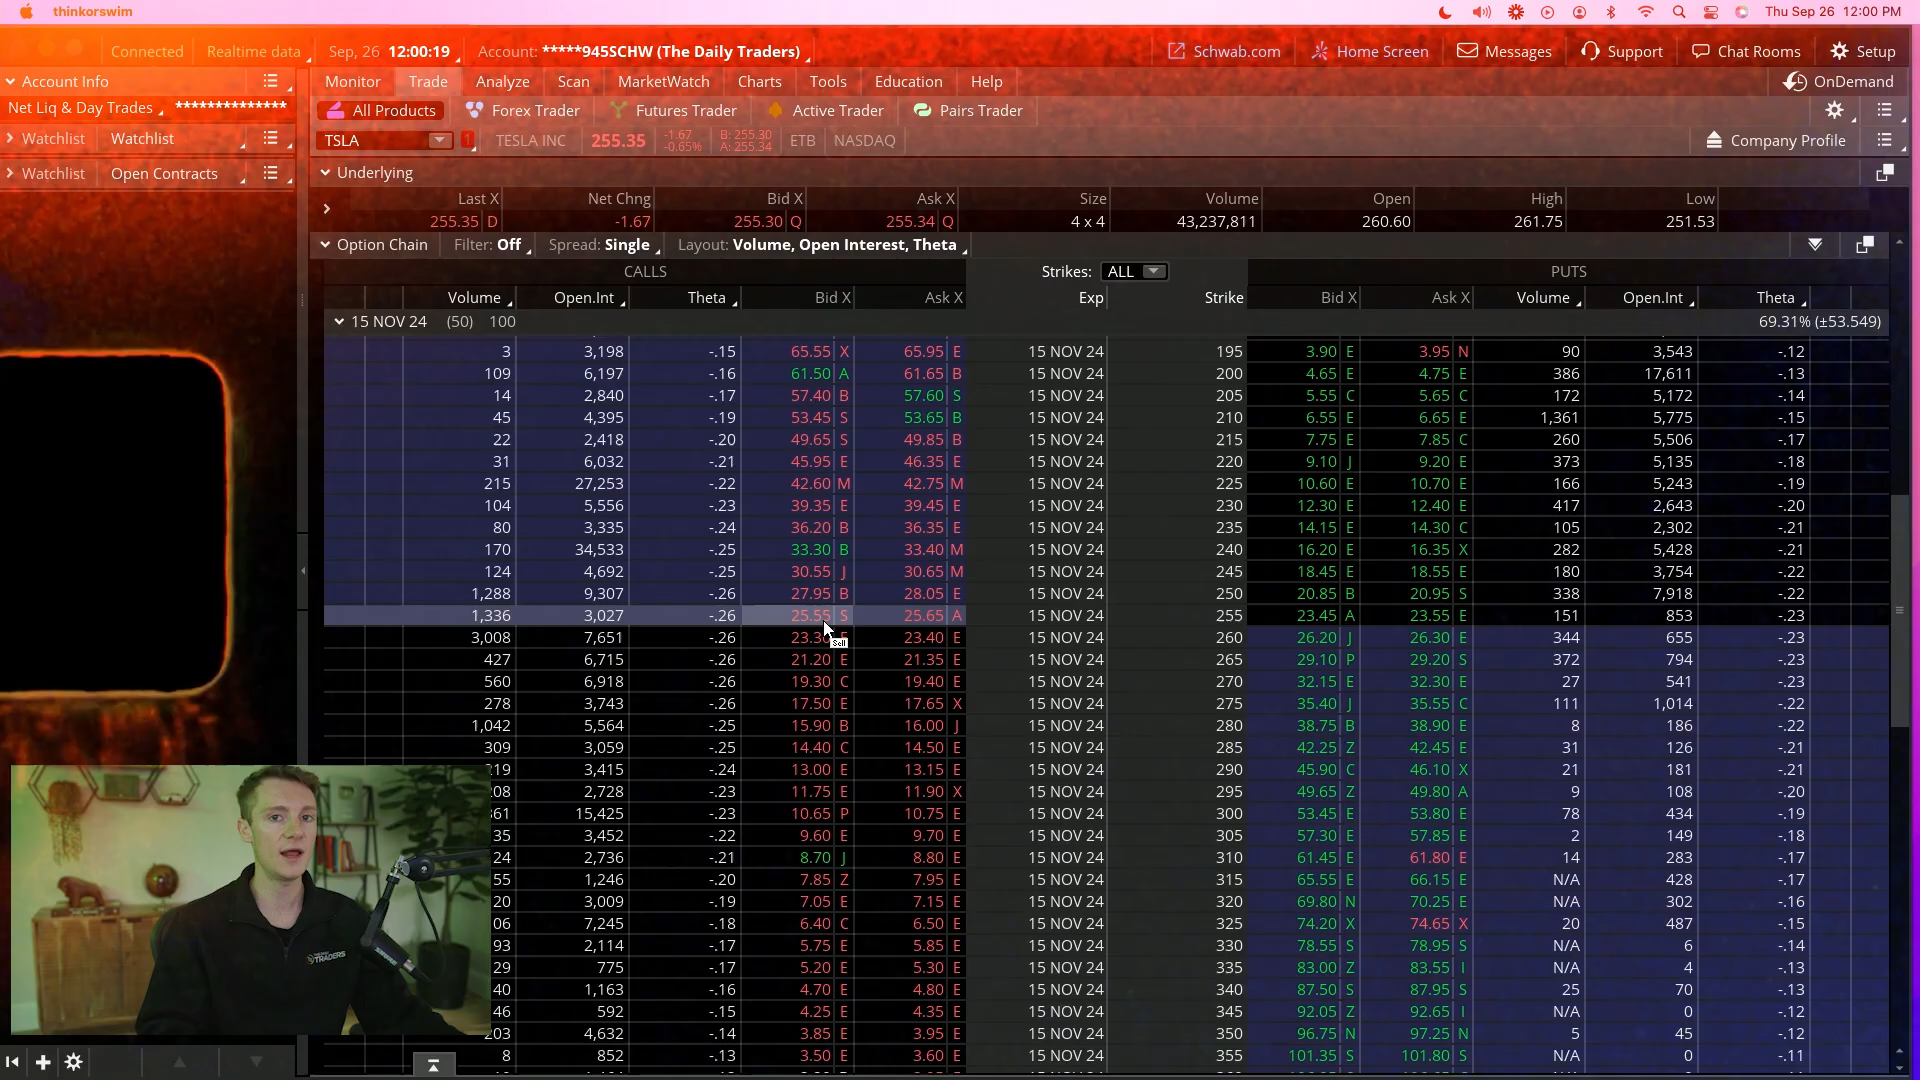 thinkorswim Thu Sep 26 12:00 PM
Connected Realtime data Sep, 26 12:00:19 Account: *****945SCHW (The Daily Traders) Schwab.com Home Screen Messages Support Chat Rooms Setup
Account Info Monitor Trade Analyze Scan MarketWatch Charts Tools Education Help OnDemand
Net Liq & Day Trades ************** All Products Forex Trader Futures Trader Active Trader Pairs Trader
Watchlist Watchlist TSLA 1 TESLA INC 255.35 -1.67 -0.65% B: 255.30 A: 255.34 ETB NASDAQ Company Profile
Watchlist Open Contracts Underlying
Last X Net Chng Bid X Ask X Size Volume Open High Low
255.35 D -1.67 255.30 Q 255.34 Q 4 x 4 43,237,811 260.60 261.75 251.53
Option Chain Filter: Off Spread: Single Layout: Volume, Open Interest, Theta
CALLS Strikes: ALL PUTS
Volume Open.Int Theta Bid X Ask X Exp Strike Bid X Ask X Volume Open.Int Theta
15 NOV 24 (50) 100 69.31% (±53.549)
3 3,198 -.15 65.55 X 65.95 E 15 NOV 24 195 3.90 E 3.95 N 90 3,543 -.12
109 6,197 -.16 61.50 A 61.65 B 15 NOV 24 200 4.65 E 4.75 E 386 17,611 -.13
14 2,840 -.17 57.40 B 57.60 S 15 NOV 24 205 5.55 C 5.65 C 172 5,172 -.14
45 4,395 -.19 53.45 S 53.65 B 15 NOV 24 210 6.55 E 6.65 E 1,361 5,775 -.15
22 2,418 -.20 49.65 S 49.85 B 15 NOV 24 215 7.75 E 7.85 C 260 5,506 -.17
31 6,032 -.21 45.95 E 46.35 E 15 NOV 24 220 9.10 J 9.20 E 373 5,135 -.18
215 27,253 -.22 42.60 M 42.75 M 15 NOV 24 225 10.60 E 10.70 E 166 5,243 -.19
104 5,556 -.23 39.35 E 39.45 E 15 NOV 24 230 12.30 E 12.40 E 417 2,643 -.20
80 3,335 -.24 36.20 B 36.35 E 15 NOV 24 235 14.15 E 14.30 C 105 2,302 -.21
170 34,533 -.25 33.30 B 33.40 M 15 NOV 24 240 16.20 E 16.35 X 282 5,428 -.21
124 4,692 -.25 30.55 J 30.65 M 15 NOV 24 245 18.45 E 18.55 E 180 3,754 -.22
1,288 9,307 -.26 27.95 B 28.05 E 15 NOV 24 250 20.85 B 20.95 S 338 7,918 -.22
1,336 3,027 -.26 25.55 S 25.65 A 15 NOV 24 255 23.45 A 23.55 E 151 853 -.23
3,008 7,651 -.26 23.30 23.40 E 15 NOV 24 260 26.20 J 26.30 E 344 655 -.23
Sell
427 6,715 -.26 21.20 E 21.35 E 15 NOV 24 265 29.10 P 29.20 S 372 794 -.23
560 6,918 -.26 19.30 C 19.40 E 15 NOV 24 270 32.15 E 32.30 E 27 541 -.23
278 3,743 -.26 17.50 E 17.65 X 15 NOV 24 275 35.40 J 35.55 C 111 1,014 -.22
1,042 5,564 -.25 15.90 B 16.00 J 15 NOV 24 280 38.75 B 38.90 E 8 186 -.22
309 3,059 -.25 14.40 C 14.50 E 15 NOV 24 285 42.25 Z 42.45 E 31 126 -.21
19 3,415 -.24 13.00 E 13.15 E 15 NOV 24 290 45.90 C 46.10 X 21 181 -.21
08 2,728 -.23 11.75 E 11.90 X 15 NOV 24 295 49.65 Z 49.80 A 9 108 -.20
61 15,425 -.23 10.65 P 10.75 E 15 NOV 24 300 53.45 E 53.80 E 78 434 -.19
35 3,452 -.22 9.60 E 9.70 E 15 NOV 24 305 57.30 E 57.85 E 2 149 -.18
24 2,736 -.21 8.70 J 8.80 E 15 NOV 24 310 61.45 E 61.80 E 14 283 -.17
55 1,246 -.20 7.85 Z 7.95 E 15 NOV 24 315 65.55 E 66.15 E N/A 428 -.17
20 3,009 -.19 7.05 E 7.15 E 15 NOV 24 320 69.80 N 70.25 E N/A 302 -.16
06 7,245 -.18 6.40 C 6.50 E 15 NOV 24 325 74.20 X 74.65 X 20 487 -.15
93 2,114 -.17 5.75 E 5.85 E 15 NOV 24 330 78.55 S 78.95 S N/A 6 -.14
29 775 -.17 5.20 E 5.30 E 15 NOV 24 335 83.00 Z 83.55 I N/A 4 -.13
40 1,163 -.16 4.70 E 4.80 E 15 NOV 24 340 87.50 S 87.95 S 25 70 -.13
46 592 -.15 4.25 E 4.35 E 15 NOV 24 345 92.05 Z 92.65 I N/A 0 -.12
203 4,632 -.14 3.85 E 3.95 E 15 NOV 24 350 96.75 N 97.25 N 5 45 -.12
8 852 -.13 3.50 E 3.60 E 15 NOV 24 355 101.35 S 101.80 S N/A 0 -.11
TRADERS